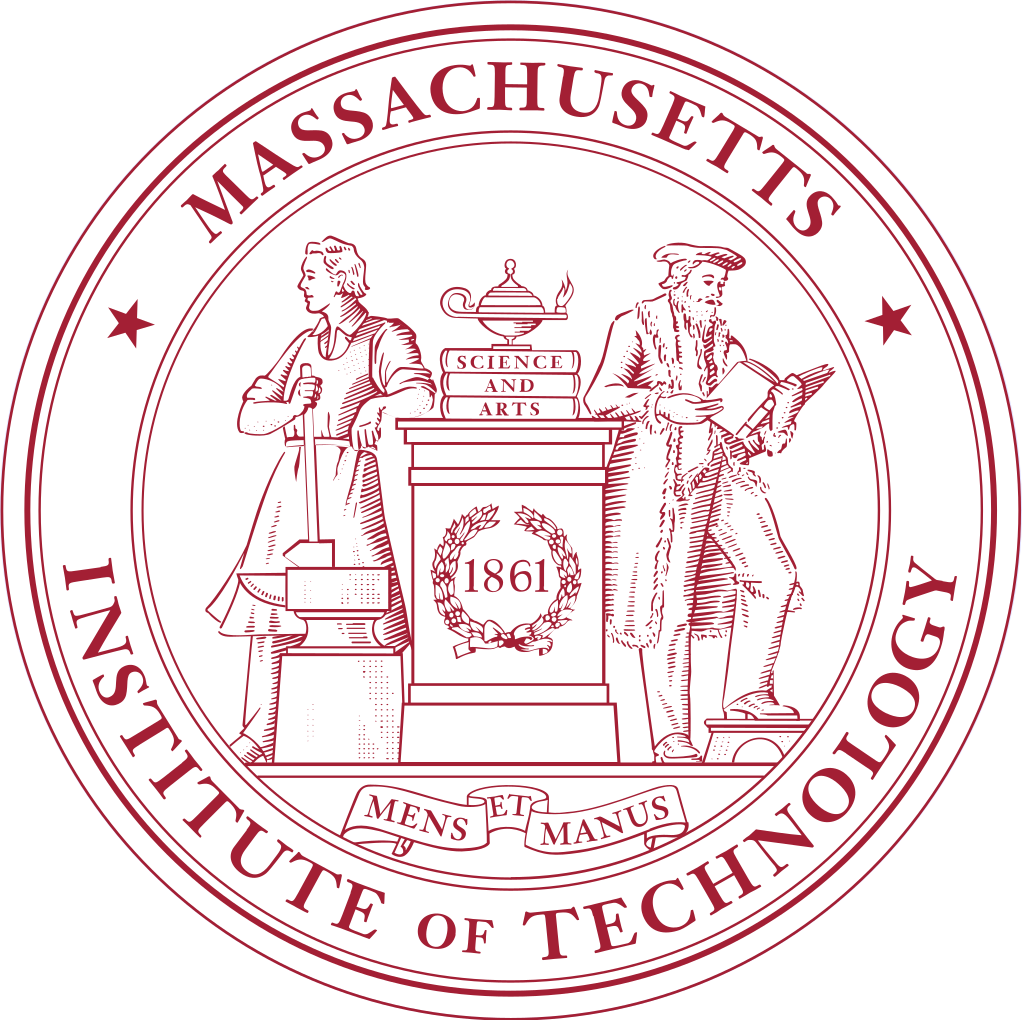 MASSACHUSETTS
SCIENCE
AND
ARTS
1861
MENS ET MANUS
INSTITUTE OF TECHNOLOGY